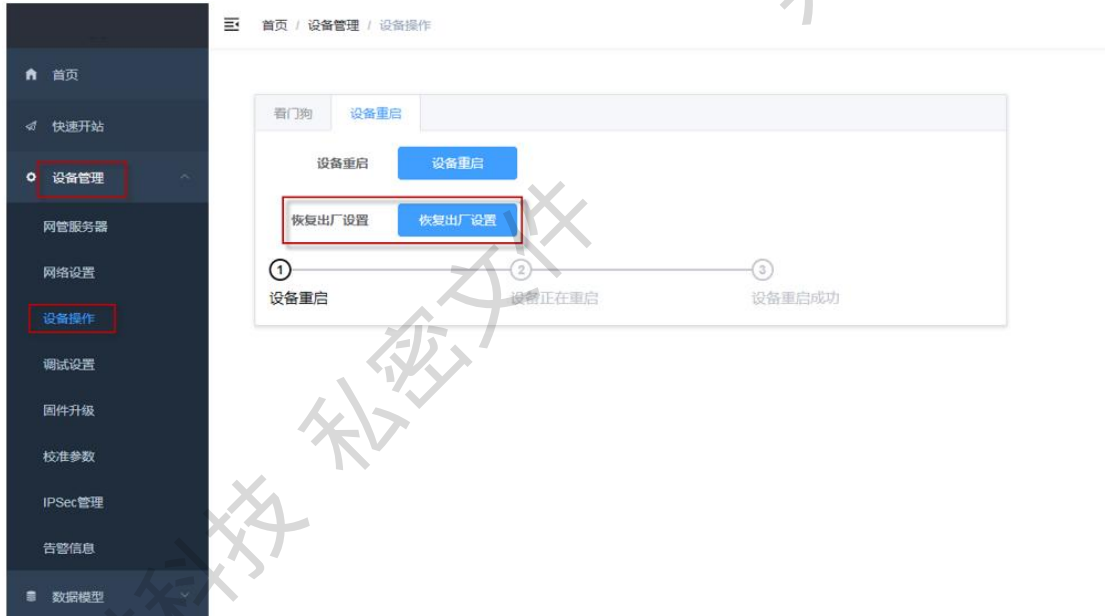 首页 / 设备管理 / 设备操作
首页
快速开站
设备管理
网管服务器
网络设置
设备操作
调试设置
固件升级
校准参数
IPSec管理
告警信息
数据模型
看门狗 设备重启
设备重启 设备重启
恢复出厂设置 恢复出厂设置
1 2 3
设备重启 设备正在重启 设备重启成功
科技 私密文件